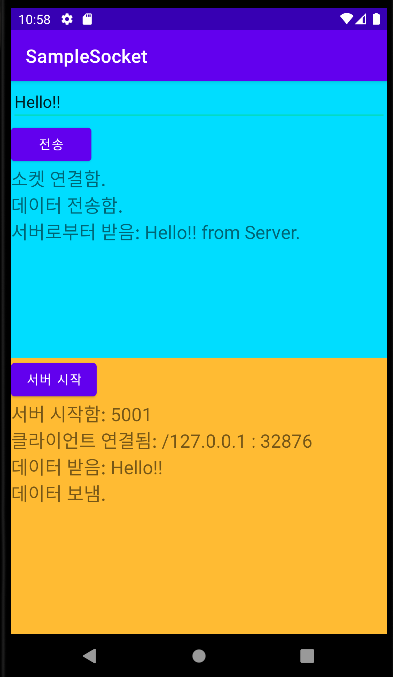 10:58
SampleSocket
Hello!!
전송
소켓 연결함.
데이터 전송함.
서버로부터 받음: Hello!! from Server.
서버 시작
서버 시작함: 5001
클라이언트 연결됨: /127.0.0.1 : 32876
데이터 받음: Hello!!
데이터 보냄.